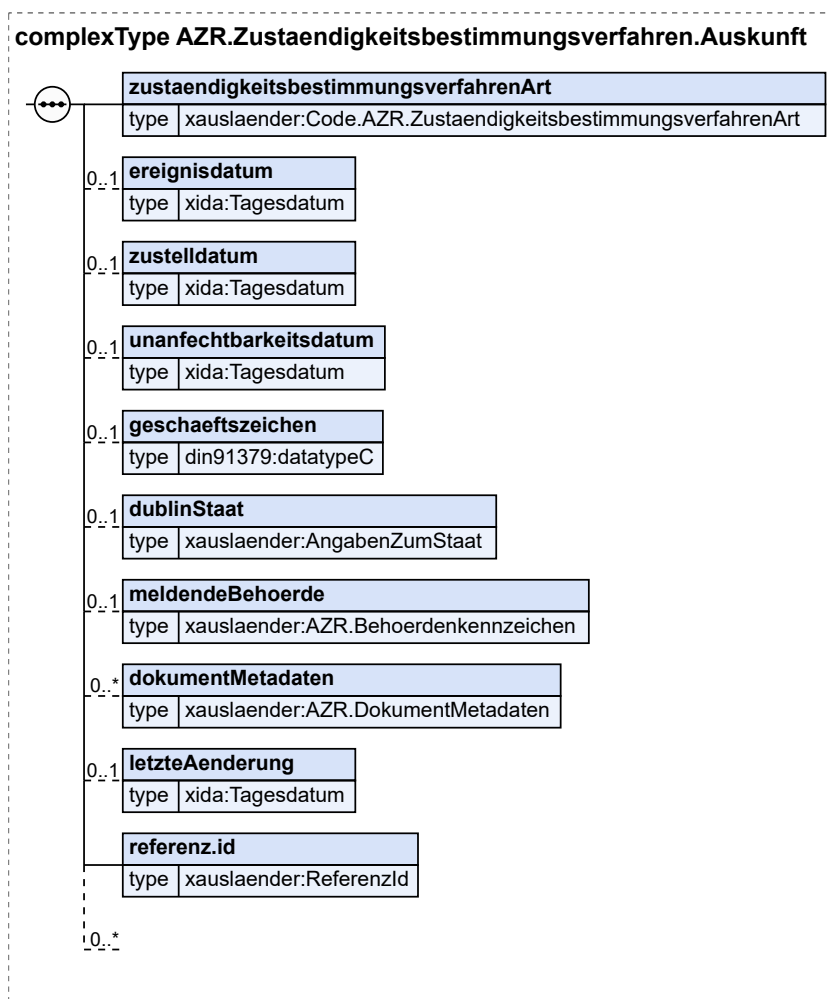 complexType AZR.Zustaendigkeitsbestimmungsverfahren.Auskunft
zustaendigkeitsbestimmungsverfahrenArt
type xauslaender:Code.AZR.ZustaendigkeitsbestimmungsverfahrenArt
0..1 ereignisdatum
type xida:Tagesdatum
0..1 zustelldatum
type xida:Tagesdatum
0..1 unanfechtbarkeitsdatum
type xida:Tagesdatum
0..1 geschaeftszeichen
type din91379:datatypeC
0..1 dublinStaat
type xauslaender:AngabenZumStaat
0..1 meldendeBehoerde
type xauslaender:AZR.Behoerdenkennzeichen
0..* dokumentMetadaten
type xauslaender:AZR.DokumentMetadaten
0..1 letzteAenderung
type xida:Tagesdatum
referenz.id
type xauslaender:ReferenzId
0..*